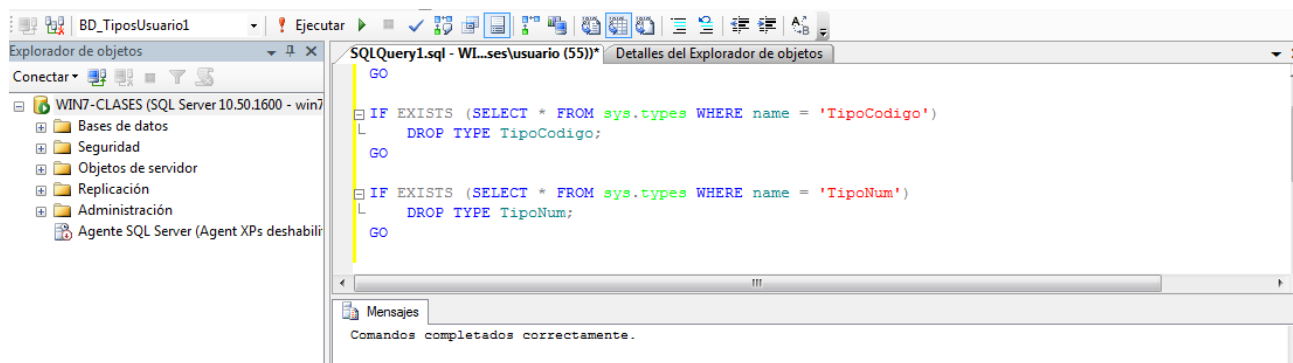 BD_TiposUsuario1
Ejecutar
Explorador de objetos
Conectar
WIN7-CLASES (SQL Server 10.50.1600 - win7
Bases de datos
Seguridad
Objetos de servidor
Replicación
Administración
Agente SQL Server (Agent XPs deshabili
SQLQuery1.sql - WI...ses\usuario (55))*
Detalles del Explorador de objetos
GO
IF EXISTS (SELECT * FROM sys.types WHERE name = 'TipoCodigo')
DROP TYPE TipoCodigo;
GO
IF EXISTS (SELECT * FROM sys.types WHERE name = 'TipoNum')
DROP TYPE TipoNum;
GO
Mensajes
Comandos completados correctamente.